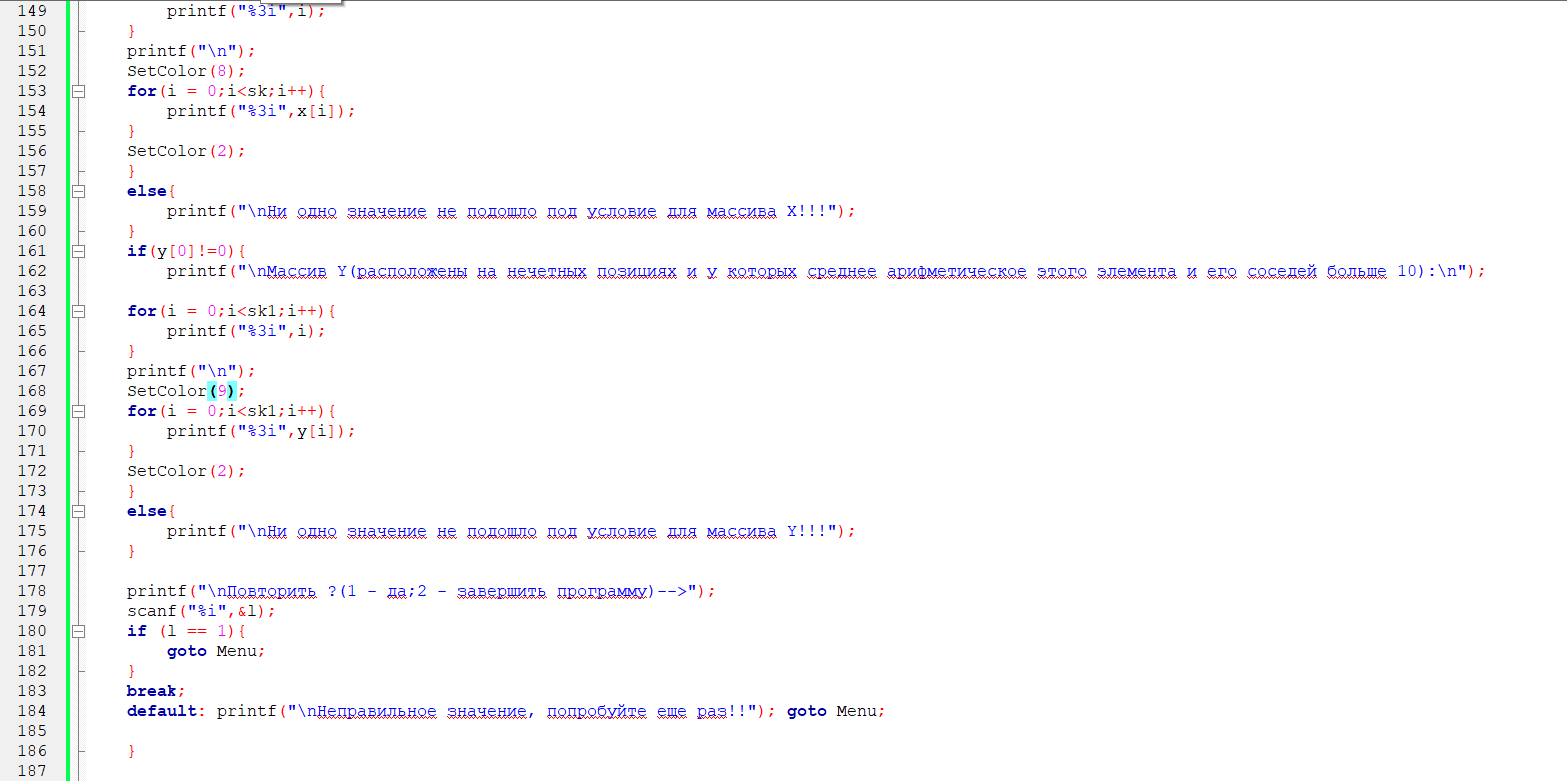 149 printf("%3i",i);
150 }
151 printf("\n");
152 SetColor(8);
153 for(i = 0;i<sk;i++){
154 printf("%3i",x[i]);
155 }
156 SetColor(2);
157 }
158 else{
159 printf("\nНи одно значение не подошло под условие для массива X!!!");
160 }
161 if(y[0]!=0){
162 printf("\nМассив Y(расположены на нечетных позициях и у которых среднее арифметическое этого элемента и его соседей больше 10):\n");
163
164 for(i = 0;i<sk1;i++){
165 printf("%3i",i);
166 }
167 printf("\n");
168 SetColor(9);
169 for(i = 0;i<sk1;i++){
170 printf("%3i",y[i]);
171 }
172 SetColor(2);
173 }
174 else{
175 printf("\nНи одно значение не подошло под условие для массива Y!!!");
176 }
177
178 printf("\nПовторить ?(1 - да;2 - завершить программу)-->");
179 scanf("%i",&l);
180 if (l == 1){
181 goto Menu;
182 }
183 break;
184 default: printf("\nНеправильное значение, попробуйте еще раз!!"); goto Menu;
185
186 }
187